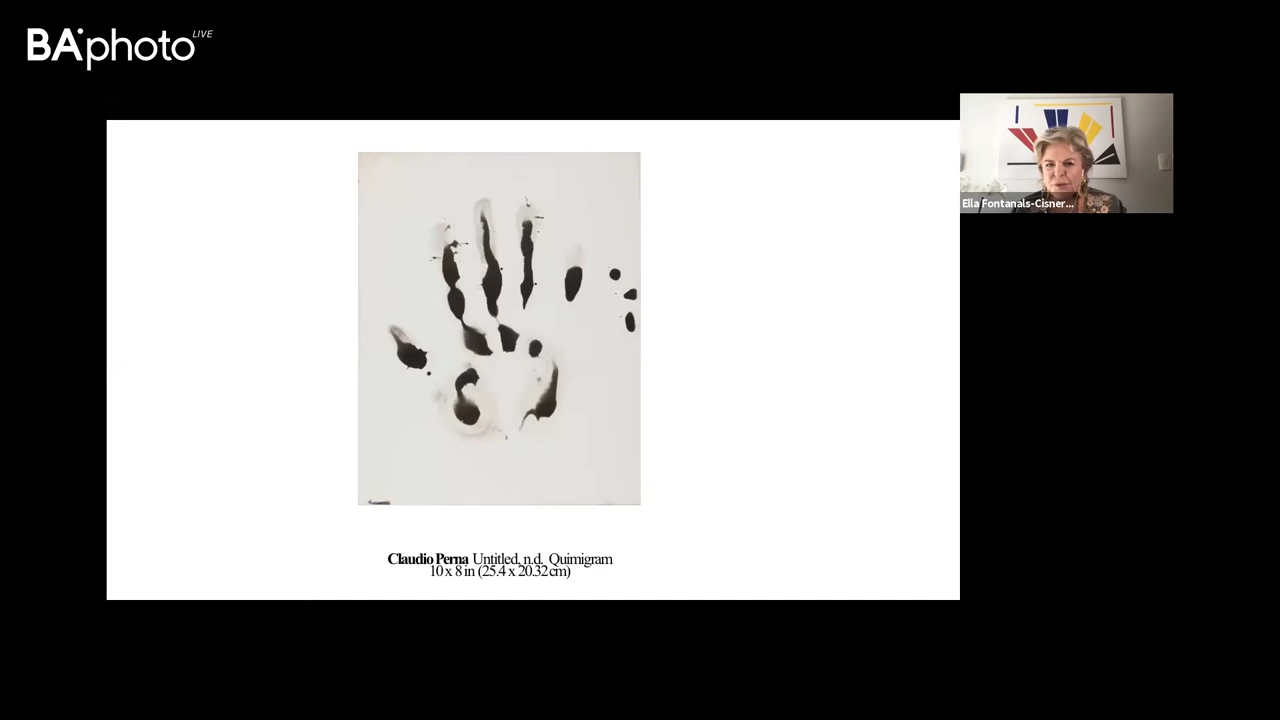 BAphoto LIVE
Ella Fontanals-Cisner...
Claudio Perna Untitled, n.d. Quimigram
10 x 8 in (25.4 x 20.32 cm)